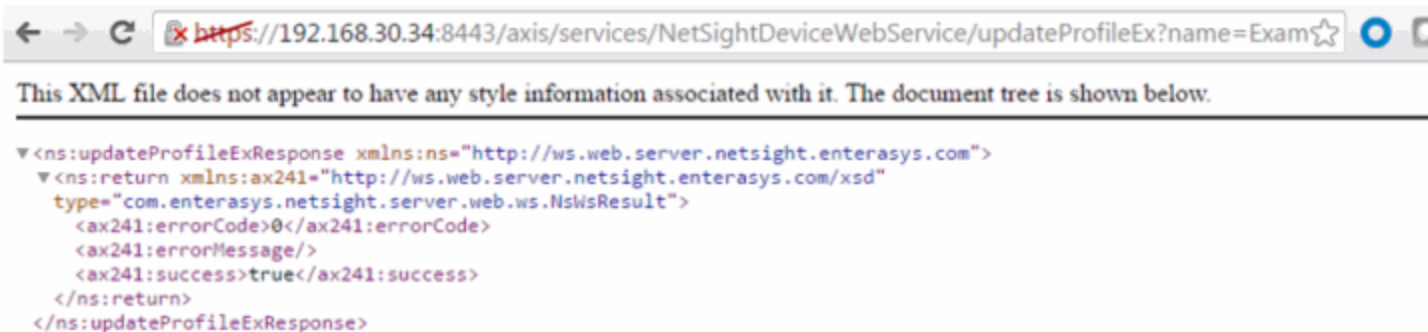 https://192.168.30.34:8443/axis/services/NetSightDeviceWebService/updateProfileEx?name=Exam
This XML file does not appear to have any style information associated with it. The document tree is shown below.
▼<ns:updateProfileExResponse xmlns:ns="http://ws.web.server.netsight.enterasys.com">
▼<ns:return xmlns:ax241="http://ws.web.server.netsight.enterasys.com/xsd"
type="com.enterasys.netsight.server.web.ws.NsWsResult">
<ax241:errorCode>0</ax241:errorCode>
<ax241:errorMessage/>
<ax241:success>true</ax241:success>
</ns:return>
</ns:updateProfileExResponse>